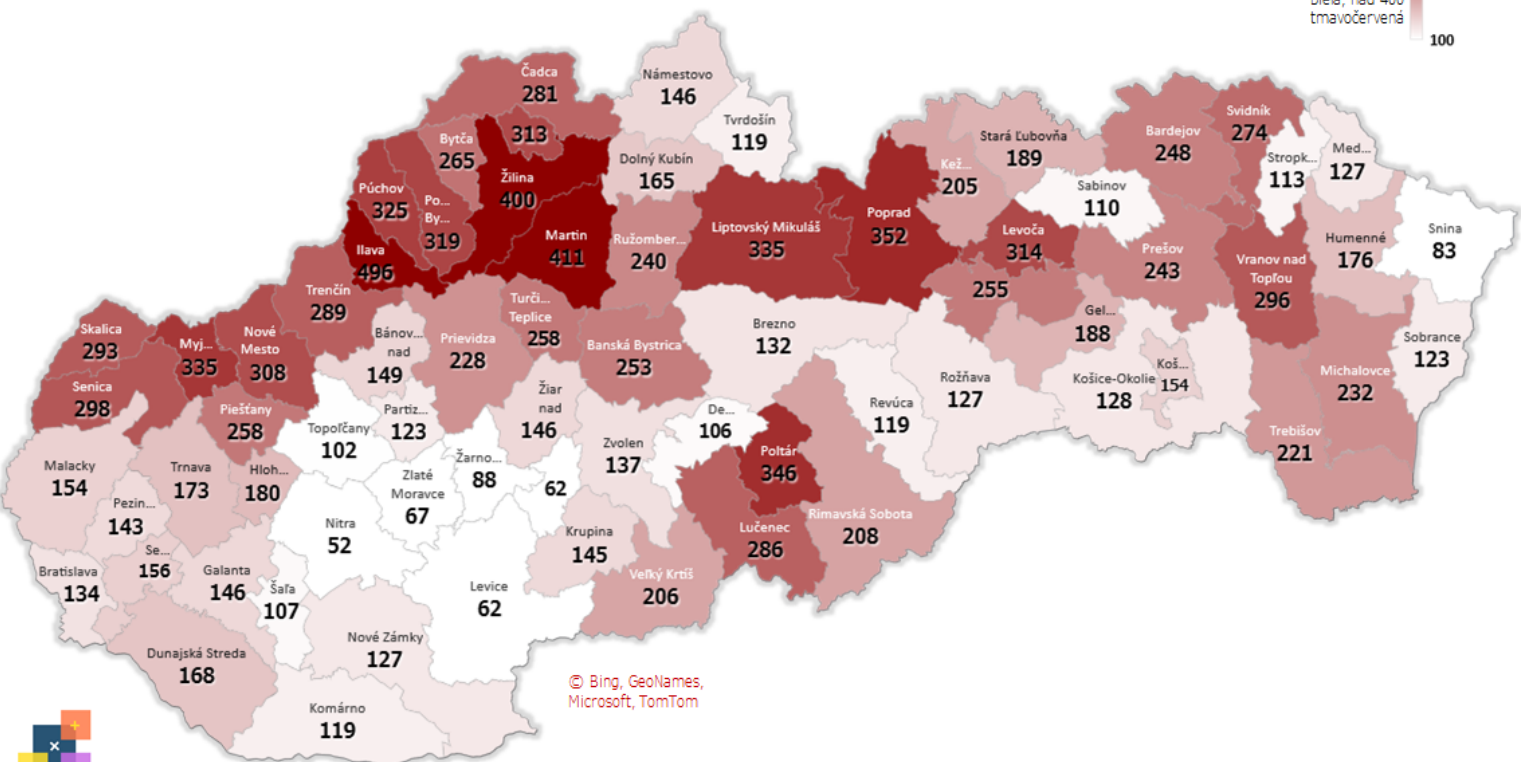 biela, nad 400
tmavočervená
100
Čadca
281
Námestovo
146
Tvrdošín
119
Bytča
265
313
Dolný Kubín
165
Žilina
400
Púchov
325
Po...
By...
319
Ilava
496
Martin
411
Ružomber...
240
Liptovský Mikuláš
335
Poprad
352
Kež...
205
Stará Ľubovňa
189
Bardejov
248
Svidník
274
Stropk...
113
Med...
127
Sabinov
110
Levoča
314
Prešov
243
Vranov nad
Topľou
296
Humenné
176
Snina
83
255
Gel...
188
Trenčín
289
Bánov...
nad
149
Prievidza
228
Turči...
Teplice
258
Banská Bystrica
253
Brezno
132
Skalica
293
Myj...
335
Nové
Mesto
308
Senica
298
Piešťany
258
Topoľčany
102
Partiz...
123
Žiar
nad
146
Zvolen
137
De...
106
Poltár
346
Revúca
119
Rožňava
127
Košice-Okolie
128
Koš...
154
Michalovce
232
Sobrance
123
Trebišov
221
Malacky
154
Pezin...
143
Trnava
173
Hloh...
180
Nitra
52
Zlaté
Moravce
67
Žarno...
88
62
Krupina
145
Lučenec
286
Rimavská Sobota
208
Veľký Krtíš
206
Bratislava
134
Se...
156
Galanta
146
Šaľa
107
Levice
62
Dunajská Streda
168
Nové Zámky
127
Komárno
119
© Bing, GeoNames,
Microsoft, TomTom